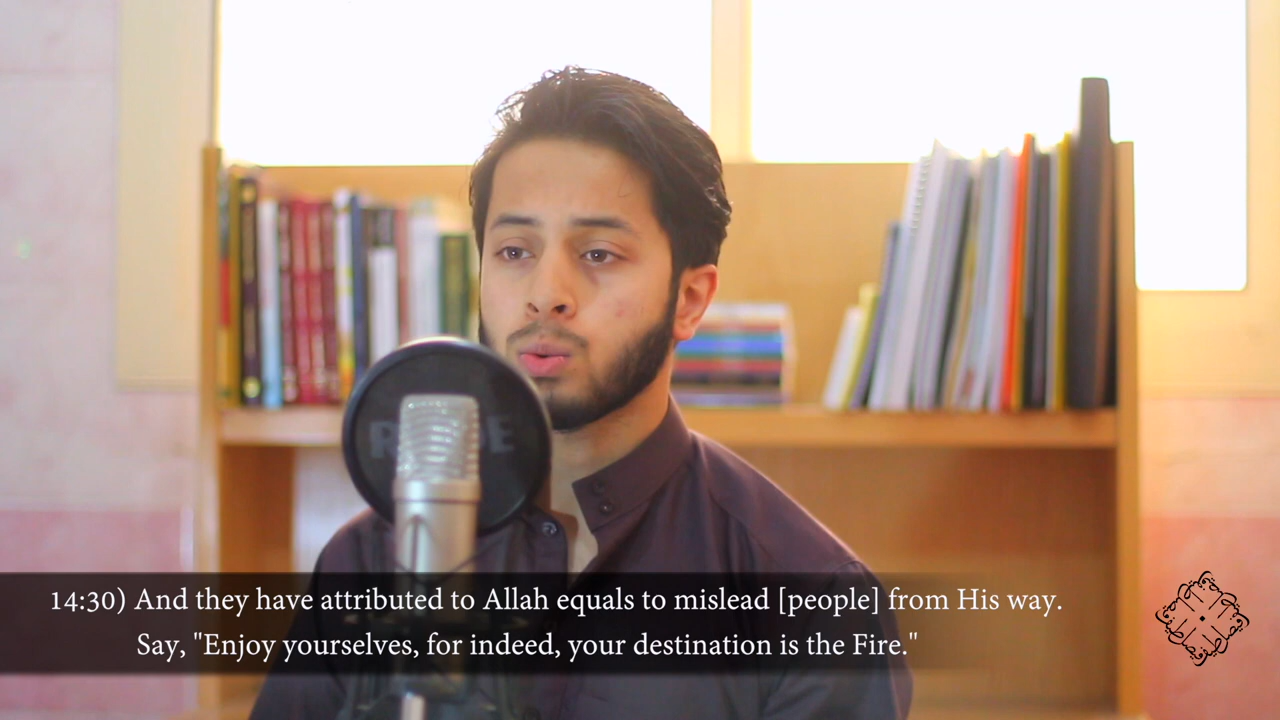 14:30) And they have attributed to Allah equals to mislead [people] from His way.
Say, "Enjoy yourselves, for indeed, your destination is the Fire."